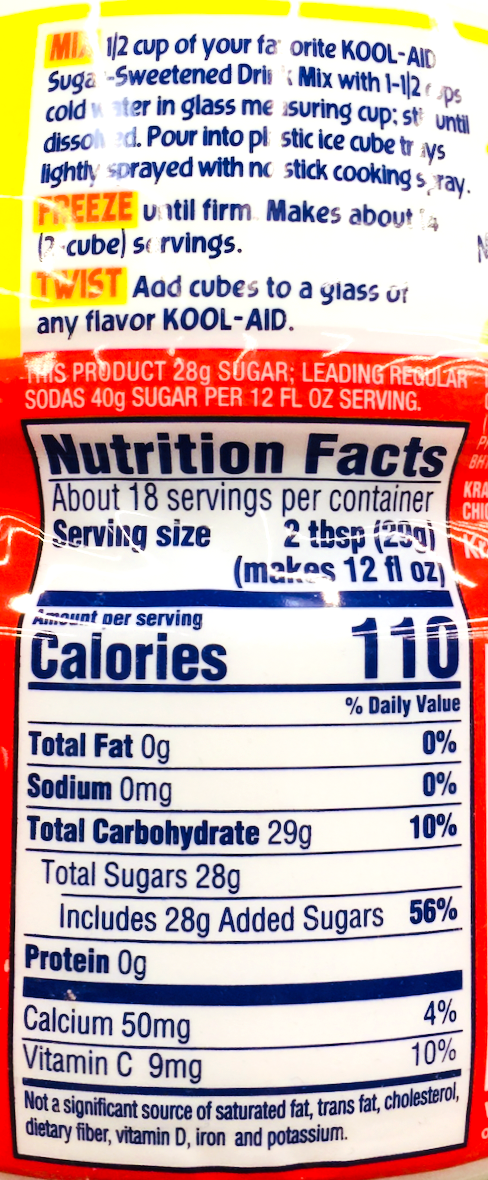 MIX 1/2 cup of your favorite KOOL-AID
Sugar-Sweetened Drink Mix with 1-1/2 cups
cold water in glass measuring cup; stir until
dissolved. Pour into plastic ice cube trays
lightly sprayed with no stick cooking spray.
FREEZE until firm. Makes about
(2-cube) servings.
TWIST Add cubes to a glass of
any flavor KOOL-AID.
THIS PRODUCT 28g SUGAR; LEADING REGULAR
SODAS 40g SUGAR PER 12 FL OZ SERVING.
Nutrition Facts
About 18 servings per container
Serving size 2 tbsp (29g)
(makes 12 fl oz)
Amount per serving
Calories 110
% Daily Value
Total Fat 0g 0%
Sodium 0mg 0%
Total Carbohydrate 29g 10%
Total Sugars 28g
Includes 28g Added Sugars 56%
Protein 0g
Calcium 50mg 4%
Vitamin C 9mg 10%
Not a significant source of saturated fat, trans fat, cholesterol,
dietary fiber, vitamin D, iron and potassium.